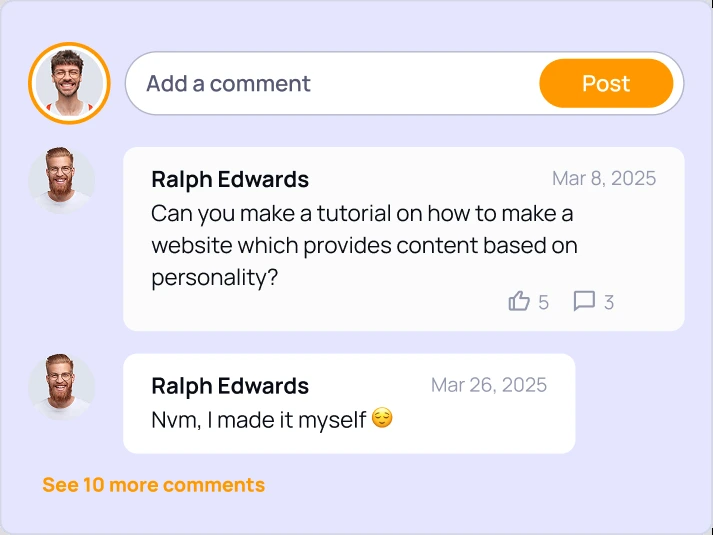 Add a comment
Post
Ralph Edwards
Mar 8, 2025
Can you make a tutorial on how to make a
website which provides content based on
personality?
5
3
Ralph Edwards
Mar 26, 2025
Nvm, I made it myself 😌
See 10 more comments